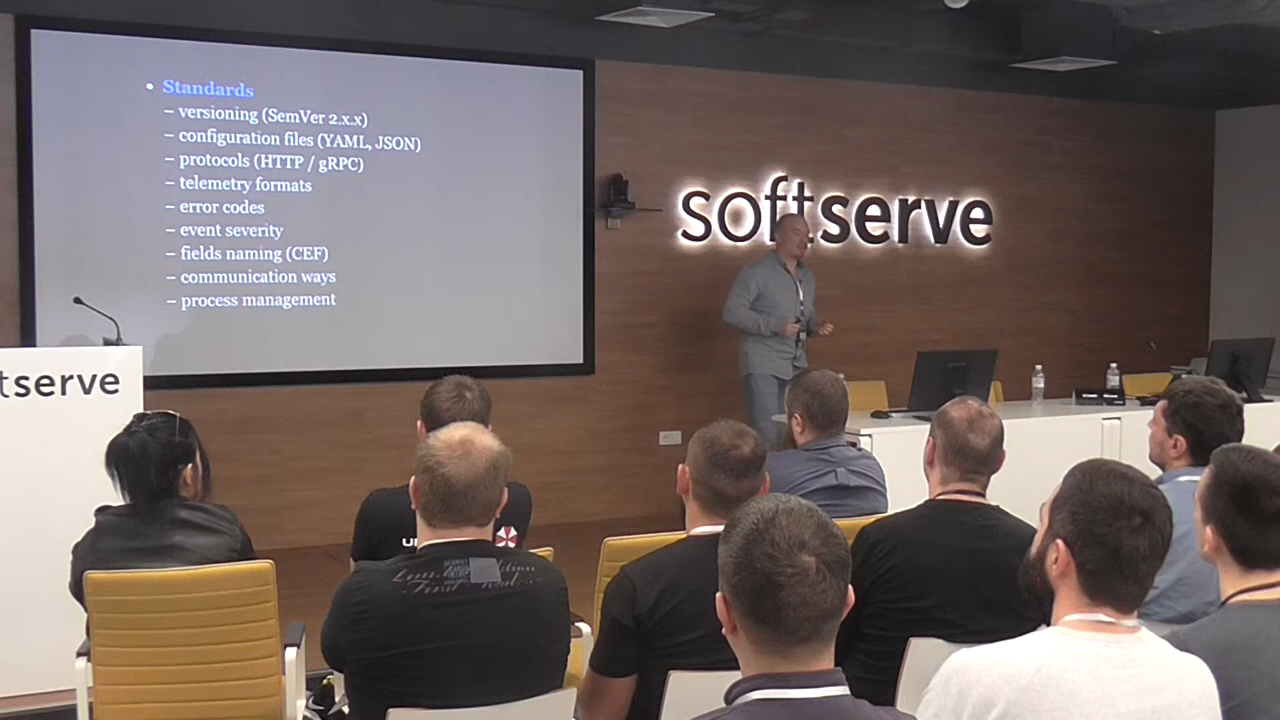 • Standards
– versioning (SemVer 2.x.x)
– configuration files (YAML, JSON)
– protocols (HTTP / gRPC)
– telemetry formats
– error codes
– event severity
– fields naming (CEF)
– communication ways
– process management
softserve
tserve